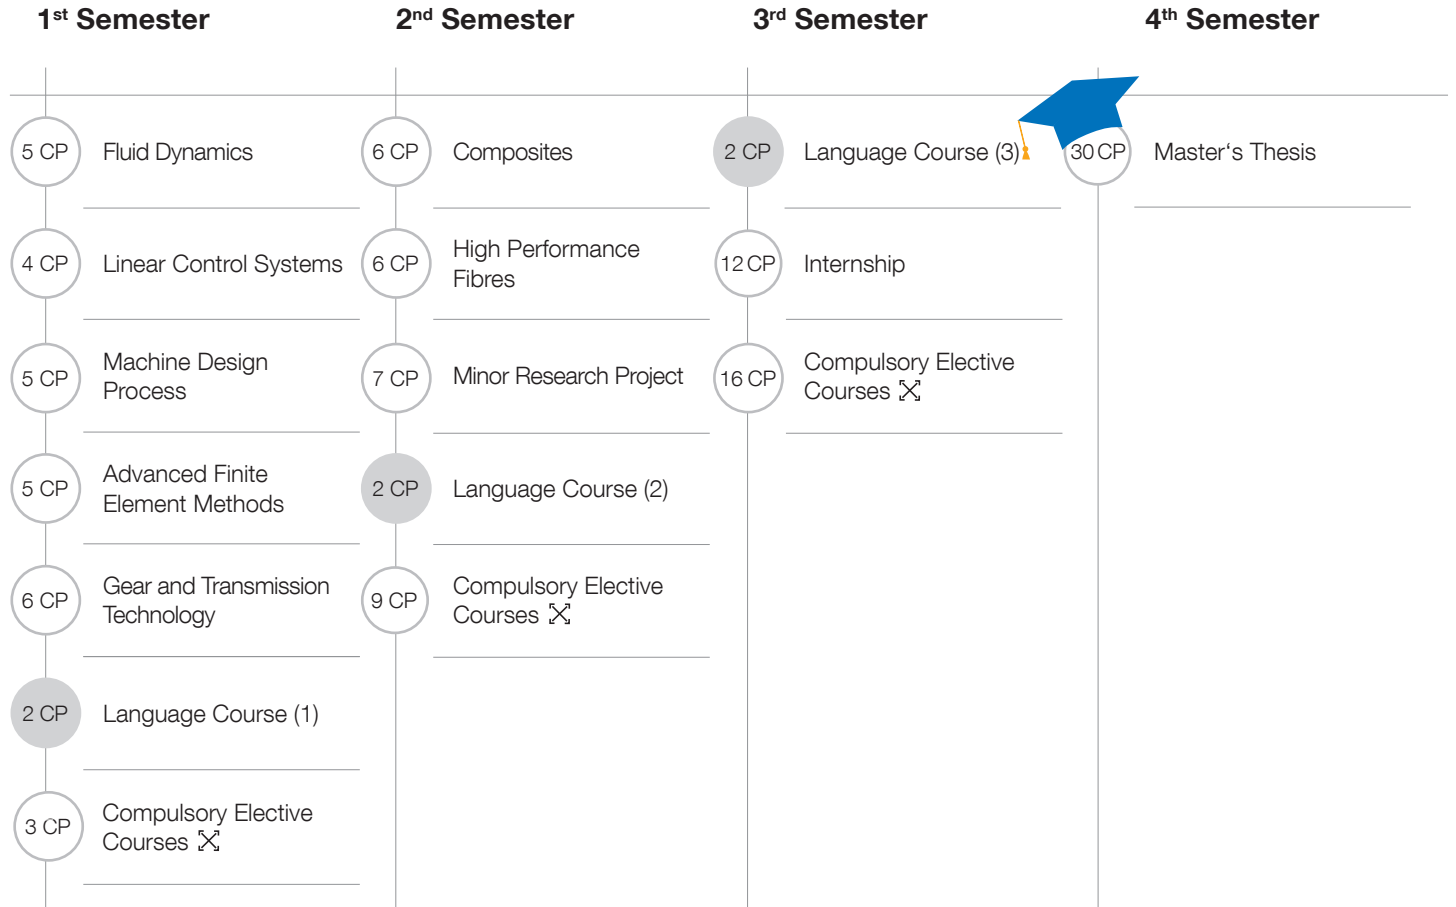 1st Semester
5 CP Fluid Dynamics
4 CP Linear Control Systems
5 CP Machine Design
Process
5 CP Advanced Finite
Element Methods
6 CP Gear and Transmission
Technology
2 CP Language Course (1)
3 CP Compulsory Elective
Courses
2nd Semester
6 CP Composites
6 CP High Performance
Fibres
7 CP Minor Research Project
2 CP Language Course (2)
9 CP Compulsory Elective
Courses
3rd Semester
2 CP Language Course (3)
12 CP Internship
16 CP Compulsory Elective
Courses
4th Semester
30 CP Master‘s Thesis